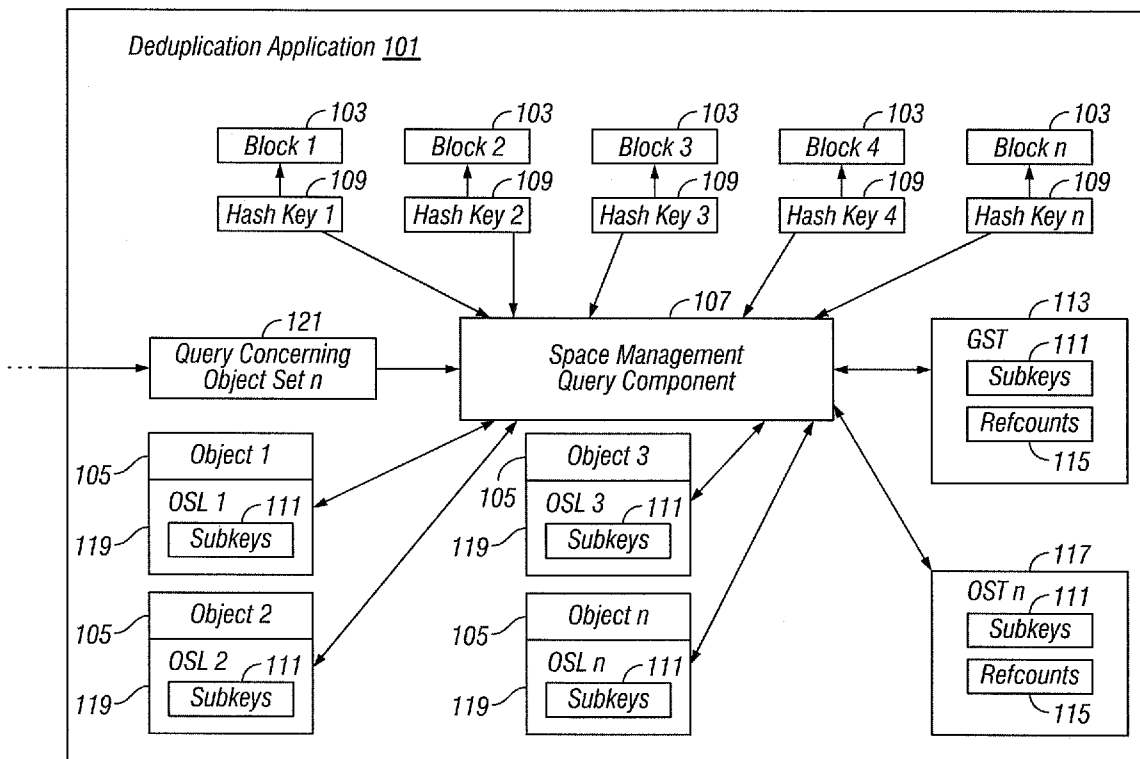 Deduplication Application 101
103 103 103 103 103
Block 1 Block 2 Block 3 Block 4 Block n
109 109 109 109 109
Hash Key 1 Hash Key 2 Hash Key 3 Hash Key 4 Hash Key n
121
Query Concerning
Object Set n
107
Space Management
Query Component
113
GST
111
Subkeys
Refcounts
115
105
Object 1
OSL 1
111
Subkeys
119
105
Object 3
OSL 3
111
Subkeys
119
105
Object 2
OSL 2
111
Subkeys
119
105
Object n
OSL n
111
Subkeys
119
117
OST n
111
Subkeys
Refcounts
115